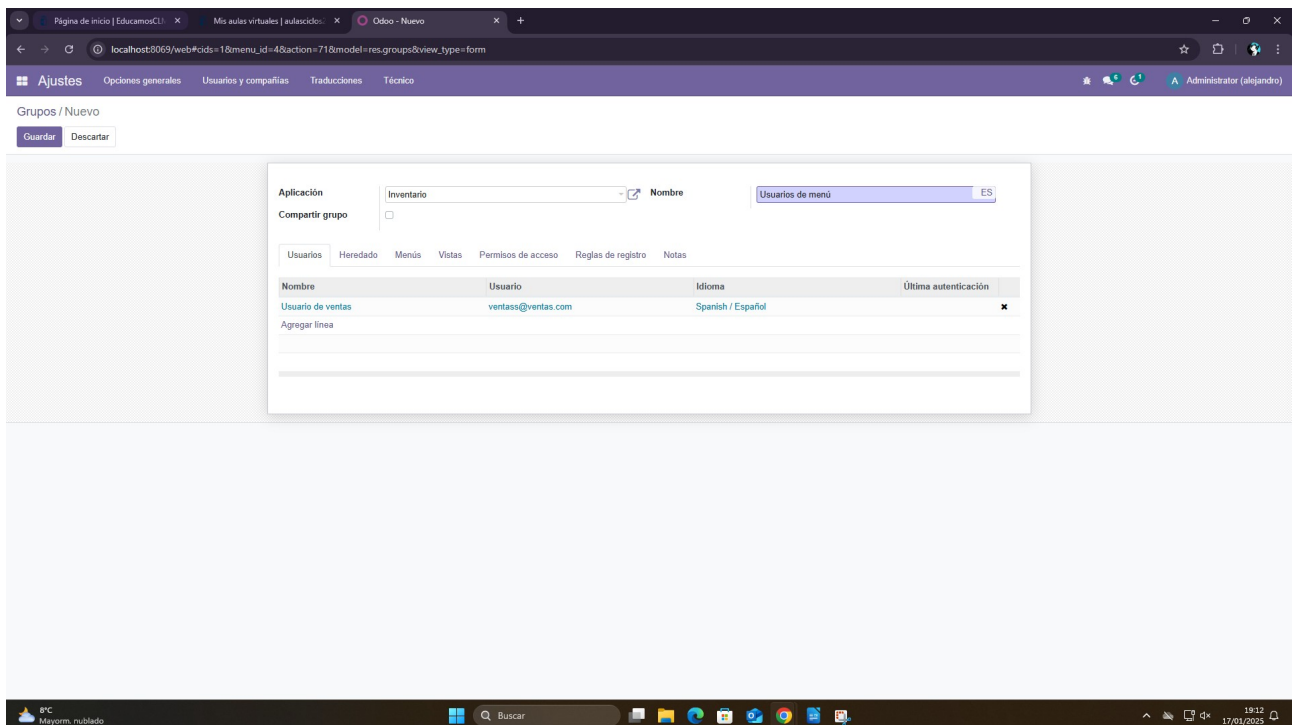 Página de inicio | EducamosCLM
Mis aulas virtuales | aulasciclos2
Odoo - Nuevo
localhost:8069/web#cids=1&menu_id=4&action=71&model=res.groups&view_type=form
Ajustes Opciones generales Usuarios y compañías Traducciones Técnico 6 1 A Administrator (alejandro)
Grupos / Nuevo
Guardar Descartar
Aplicación Inventario Nombre Usuarios de menú ES
Compartir grupo
Usuarios Heredado Menús Vistas Permisos de acceso Reglas de registro Notas
Nombre Usuario Idioma Última autenticación
Usuario de ventas ventass@ventas.com Spanish / Español
Agregar línea
8°C
Mayorm. nublado
Buscar
19:12
17/01/2025